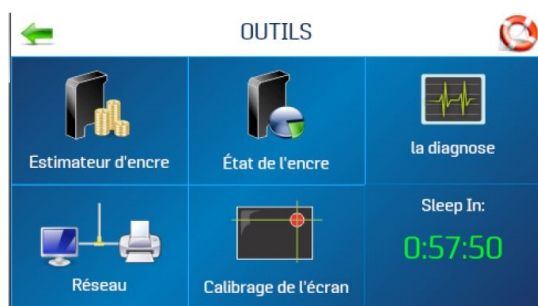 OUTILS
Estimateur d'encre
État de l'encre
la diagnose
Réseau
Calibrage de l'écran
Sleep In:
0:57:50